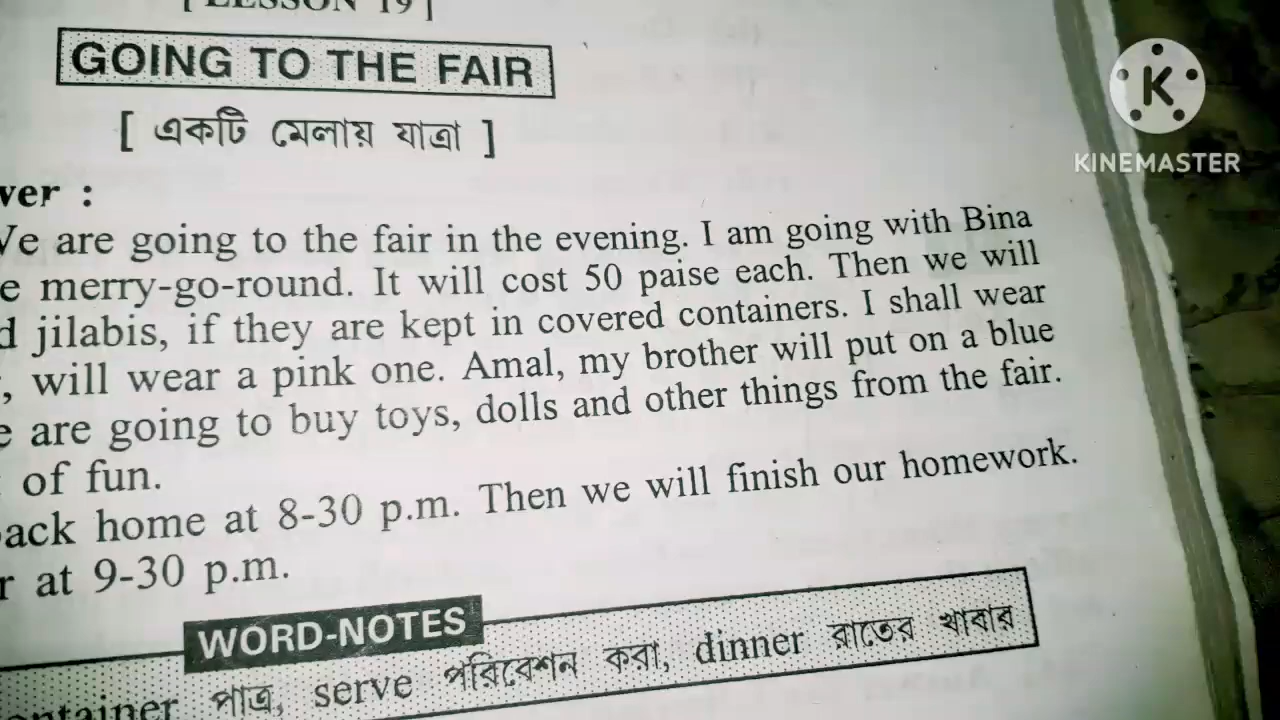 [ LESSON 19 ]
GOING TO THE FAIR
[ একটি মেলায় যাত্রা ]
KINEMASTER
ver :
We are going to the fair in the evening. I am going with Bina
e merry-go-round. It will cost 50 paise each. Then we will
d jilabis, if they are kept in covered containers. I shall wear
, will wear a pink one. Amal, my brother will put on a blue
e are going to buy toys, dolls and other things from the fair.
of fun.
ack home at 8-30 p.m. Then we will finish our homework.
r at 9-30 p.m.
WORD-NOTES
ontainer পাত্র, serve পরিবেশন করা, dinner রাতের খাবার